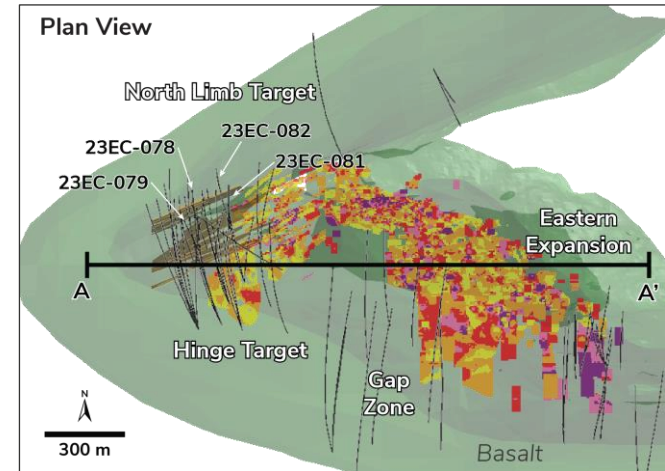 Plan View
North Limb Target
23EC-082
23EC-078
23EC-081
23EC-079
Eastern
Expansion
A
A'
Hinge Target
Gap
Zone
N
300 m
Basalt